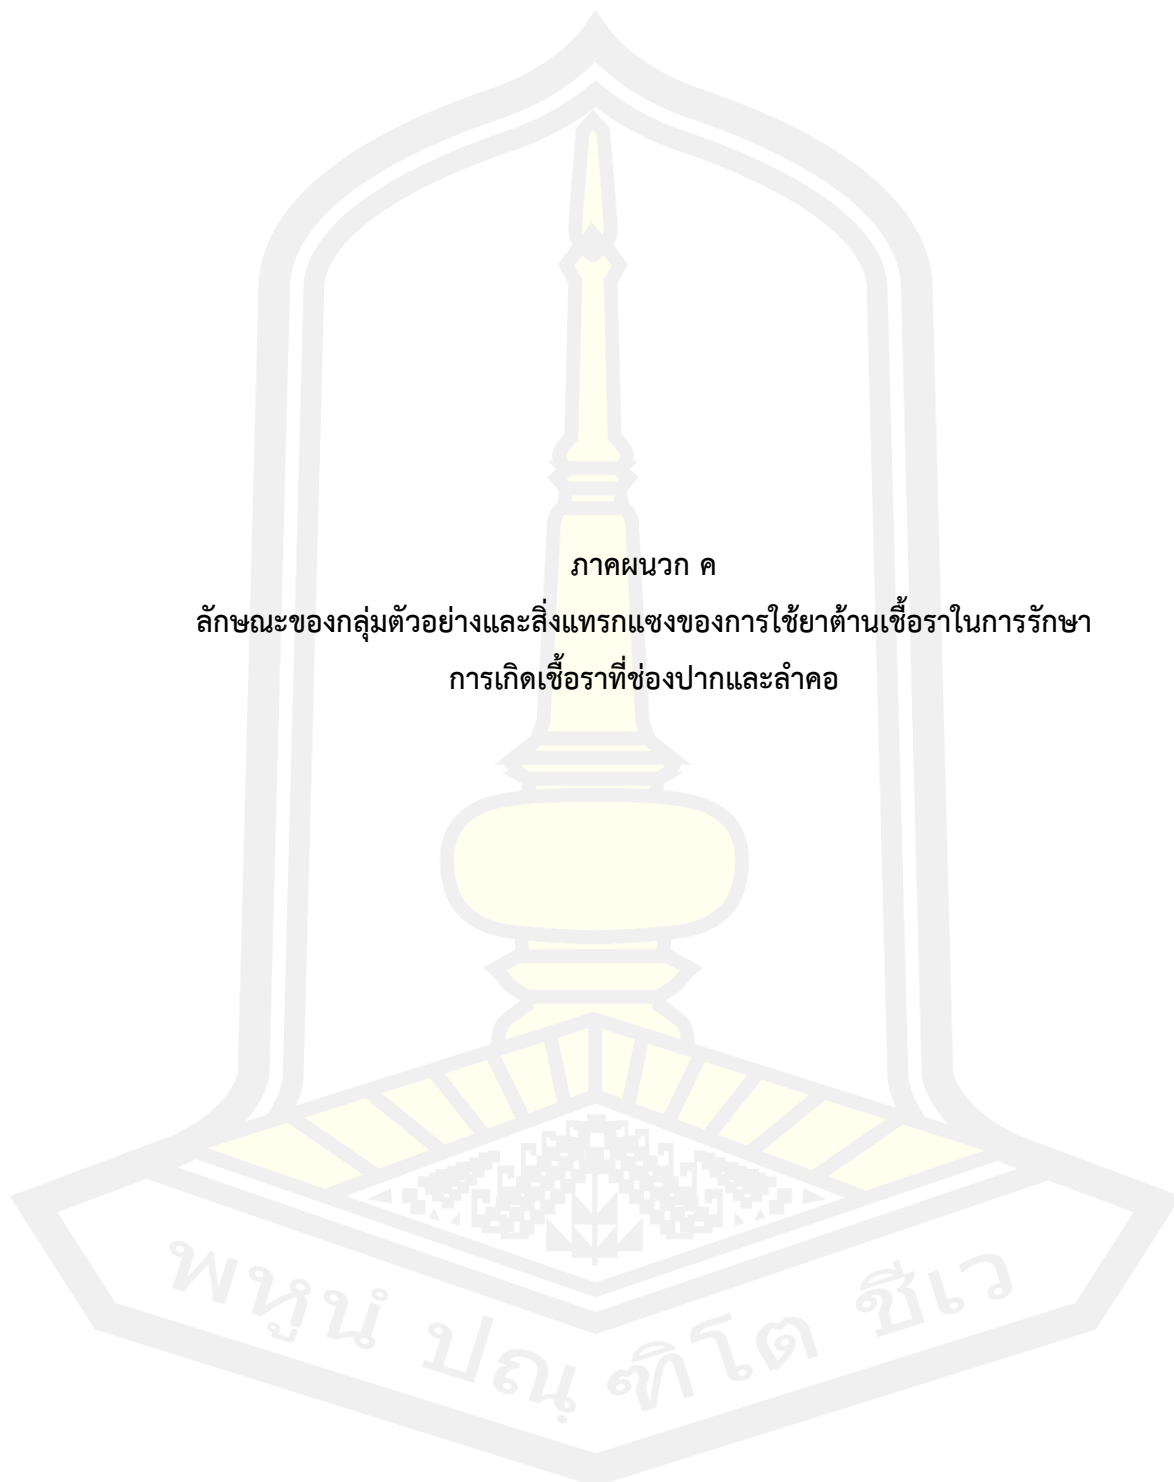 ภาคผนวก ค
ลักษณะของกลุ่มตัวอย่างและสิ่งแทรกแซงของการใช้ยาต้านเชื้อราในการรักษา
การเกิดเชื้อราที่ช่องปากและลำคอ
พหูนํ ปณฺฑิโต ชีเว